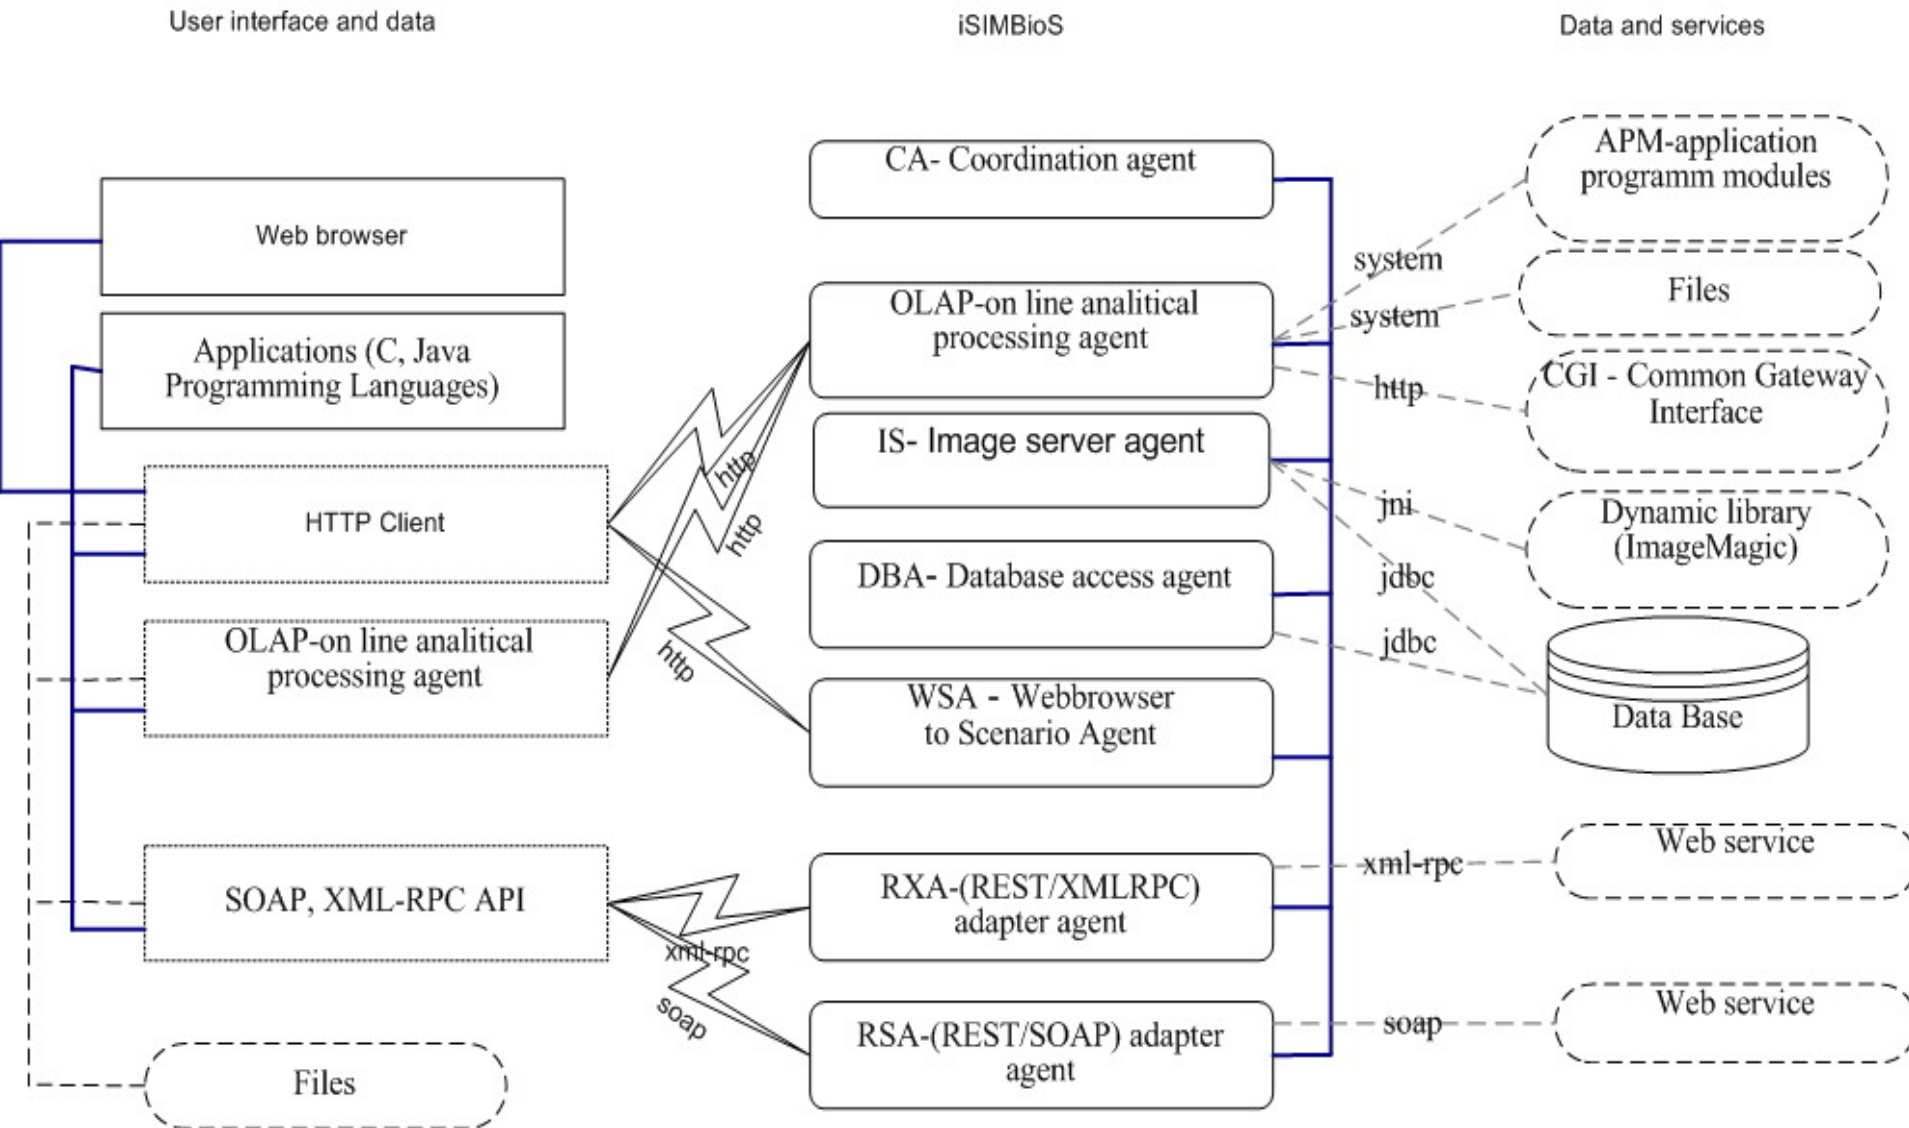 User interface and data
iSIMBioS
Data and services
Web browser
Applications (C, Java
Programming Languages)
HTTP Client
OLAP-on line analitical
processing agent
SOAP, XML-RPC API
Files
http
http
http
xml-rpc
soap
CA- Coordination agent
OLAP-on line analitical
processing agent
IS- Image server agent
DBA- Database access agent
WSA - Webbrowser
to Scenario Agent
RXA-(REST/XMLRPC)
adapter agent
RSA-(REST/SOAP) adapter
agent
system
system
http
jni
jdbc
jdbc
xml-rpc
soap
APM-application
programm modules
Files
CGI - Common Gateway
Interface
Dynamic library
(ImageMagic)
Data Base
Web service
Web service